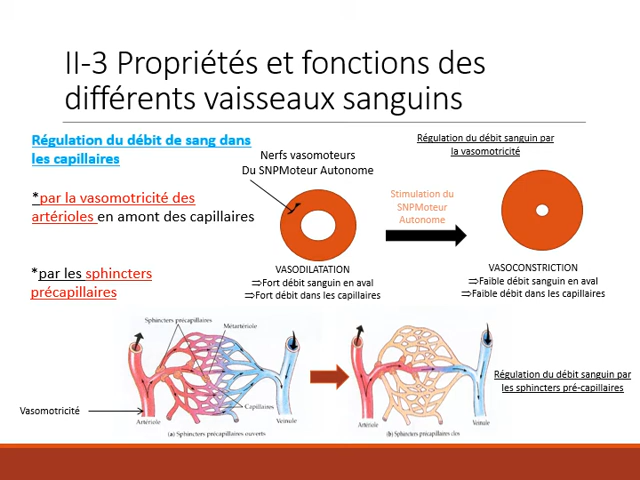 II-3 Propriétés et fonctions des
différents vaisseaux sanguins
Régulation du débit de sang dans
les capillaires
*par la vasomotricité des
artérioles en amont des capillaires
*par les sphincters
précapillaires
Nerfs vasomoteurs
Du SNPMoteur Autonome
VASODILATATION
⇒Fort débit sanguin en aval
⇒Fort débit dans les capillaires
Stimulation du
SNPMoteur
Autonome
Régulation du débit sanguin par
la vasomotricité
VASOCONSTRICTION
⇒Faible débit sanguin en aval
⇒Faible débit dans les capillaires
Sphincters précapillaires
Métartériole
Capillaires
Artériole
Veinule
(a) Sphincters précapillaires ouverts
Vasomotricité
Artériole
Veinule
(b) Sphincters précapillaires clos
Régulation du débit sanguin par
les sphincters pré-capillaires